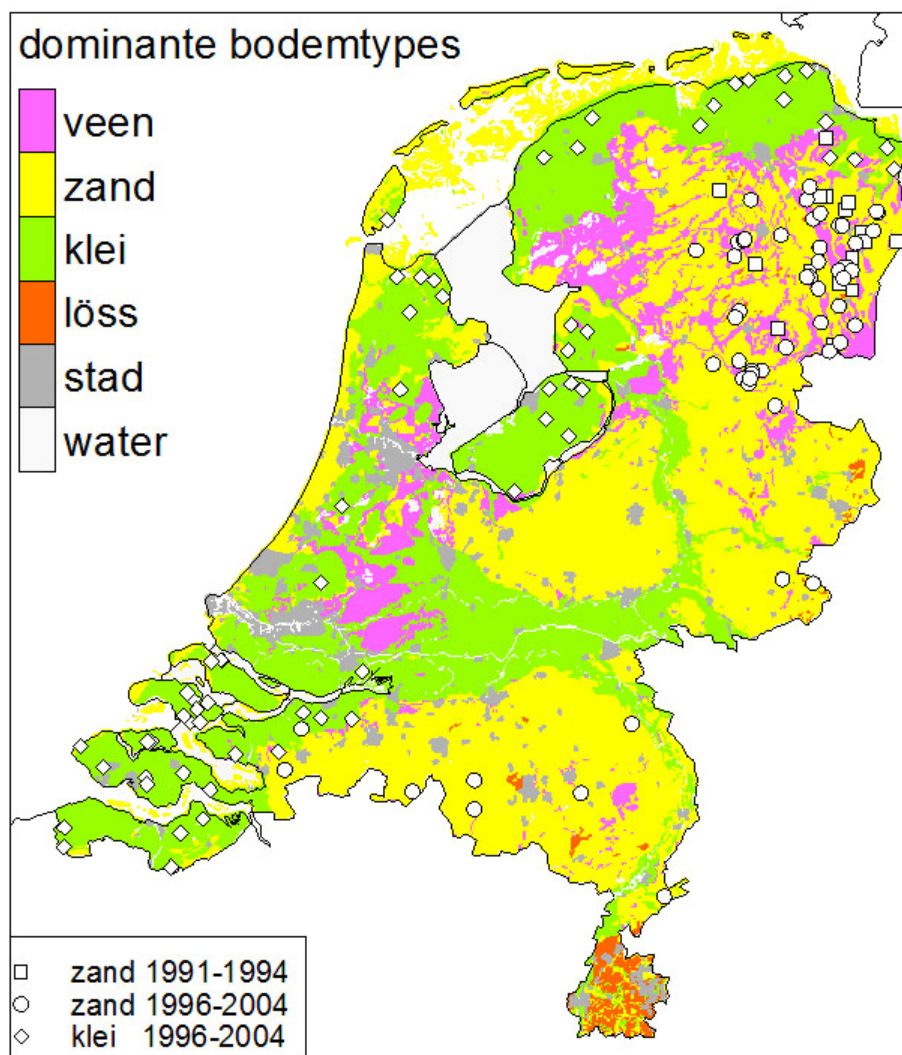 dominante bodemtypes
veen
zand
klei
löss
stad
water
zand 1991-1994
zand 1996-2004
klei 1996-2004